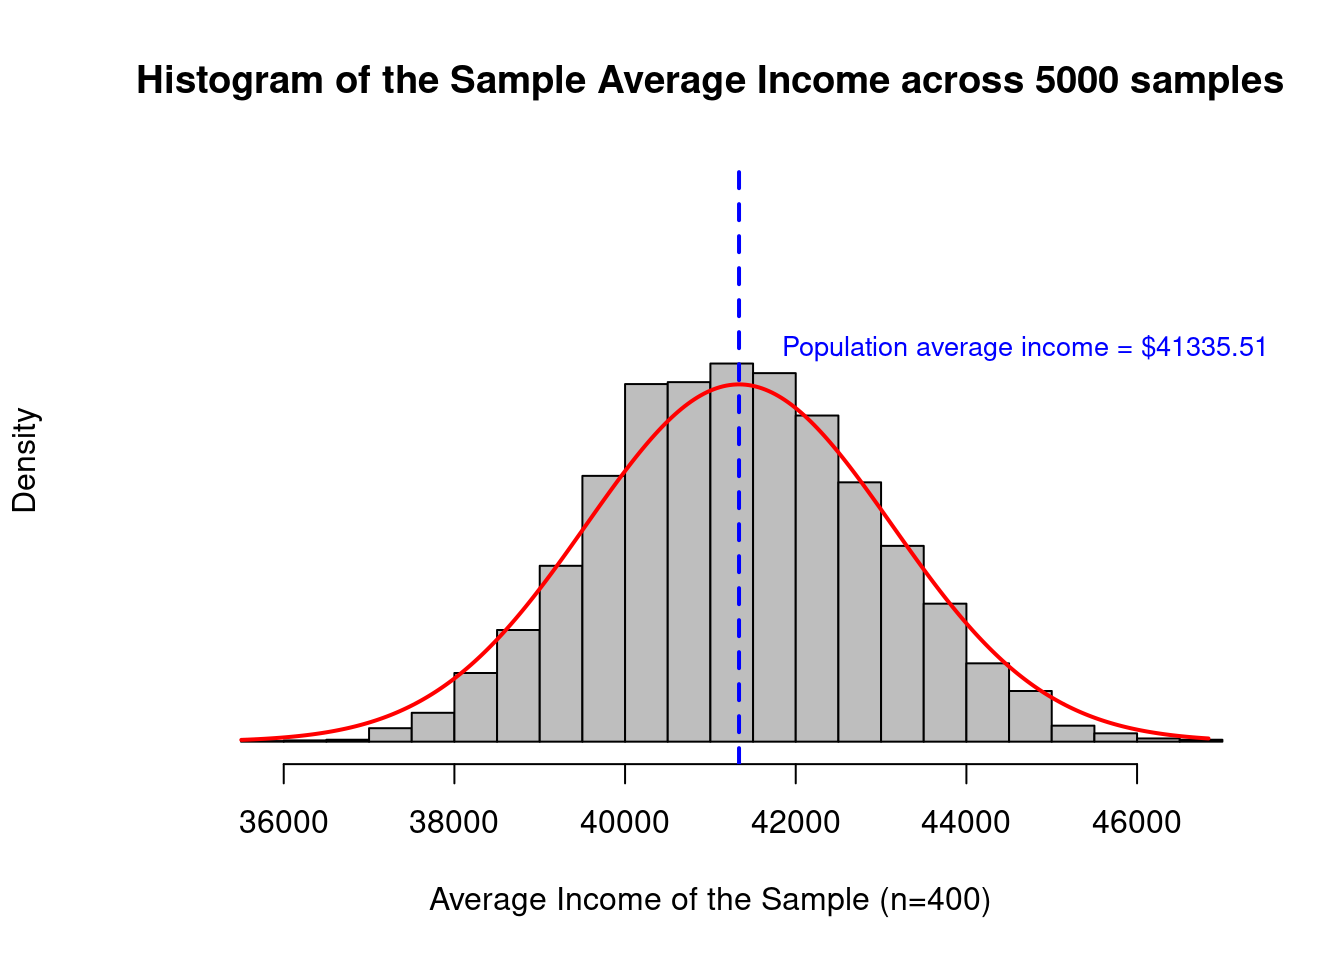 Histogram of the Sample Average Income across 5000 samples
Population average income = $41335.51
Density
36000 38000 40000 42000 44000 46000
Average Income of the Sample (n=400)